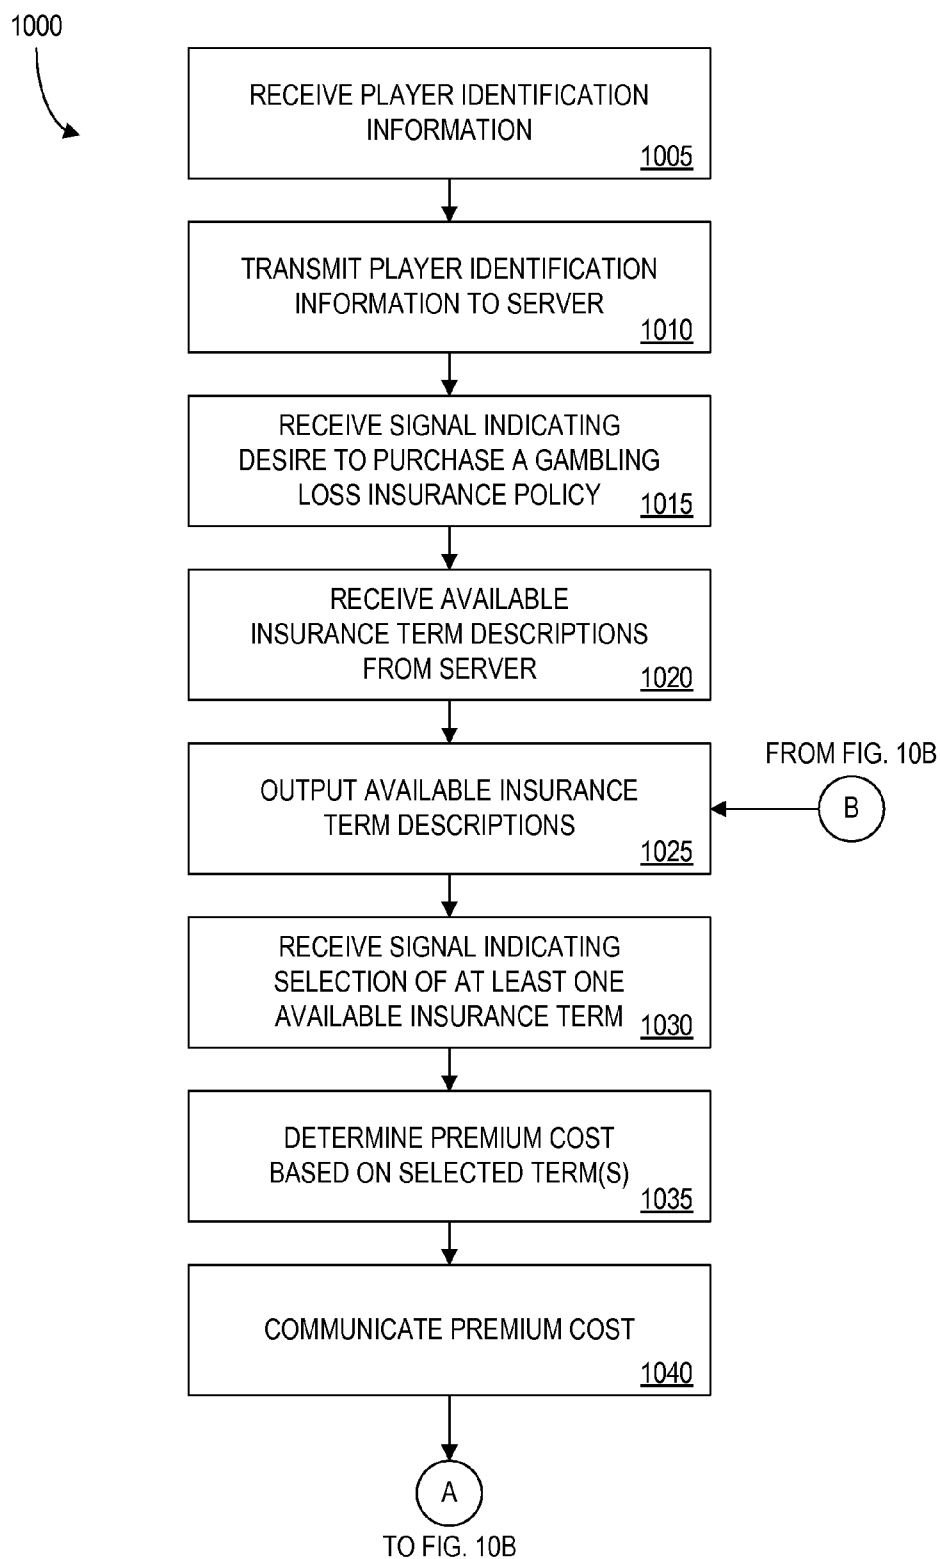 1000
RECEIVE PLAYER IDENTIFICATION
INFORMATION
1005
TRANSMIT PLAYER IDENTIFICATION
INFORMATION TO SERVER
1010
RECEIVE SIGNAL INDICATING
DESIRE TO PURCHASE A GAMBLING
LOSS INSURANCE POLICY
1015
RECEIVE AVAILABLE
INSURANCE TERM DESCRIPTIONS
FROM SERVER
1020
FROM FIG. 10B
B
OUTPUT AVAILABLE INSURANCE
TERM DESCRIPTIONS
1025
RECEIVE SIGNAL INDICATING
SELECTION OF AT LEAST ONE
AVAILABLE INSURANCE TERM
1030
DETERMINE PREMIUM COST
BASED ON SELECTED TERM(S)
1035
COMMUNICATE PREMIUM COST
1040
A
TO FIG. 10B